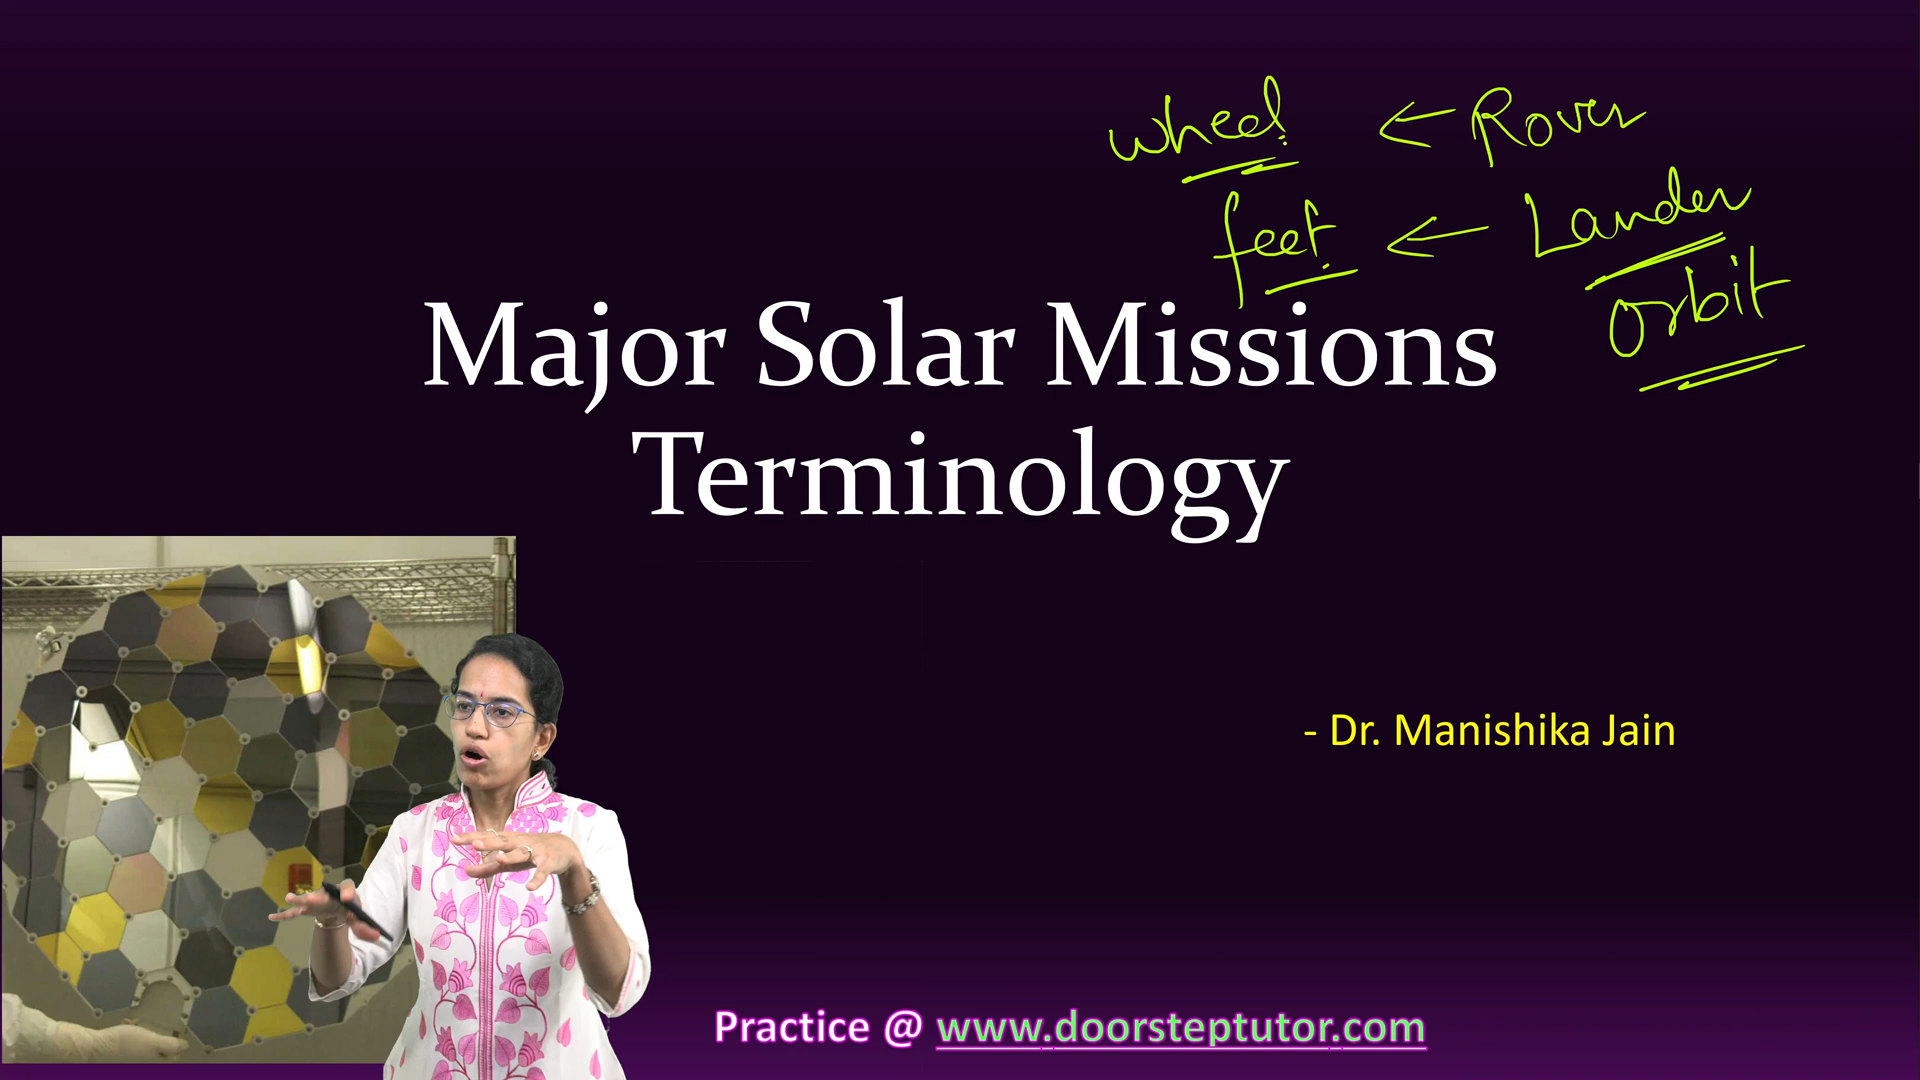 wheel ← Rover
feet ← Lander
orbit
Major Solar Missions
Terminology
- Dr. Manishika Jain
Practice @ www.doorsteptutor.com